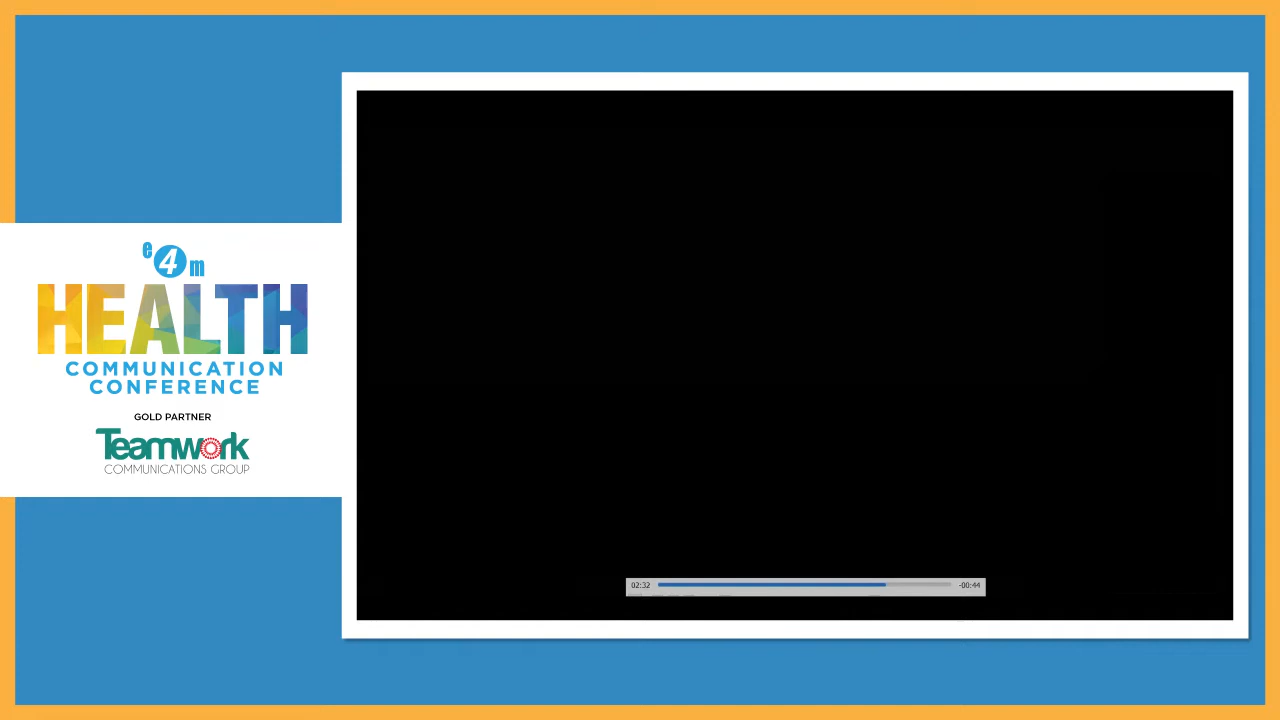 e4m
HEALTH
COMMUNICATION
CONFERENCE
GOLD PARTNER
Teamwork
COMMUNICATIONS GROUP
02:32
-00:44